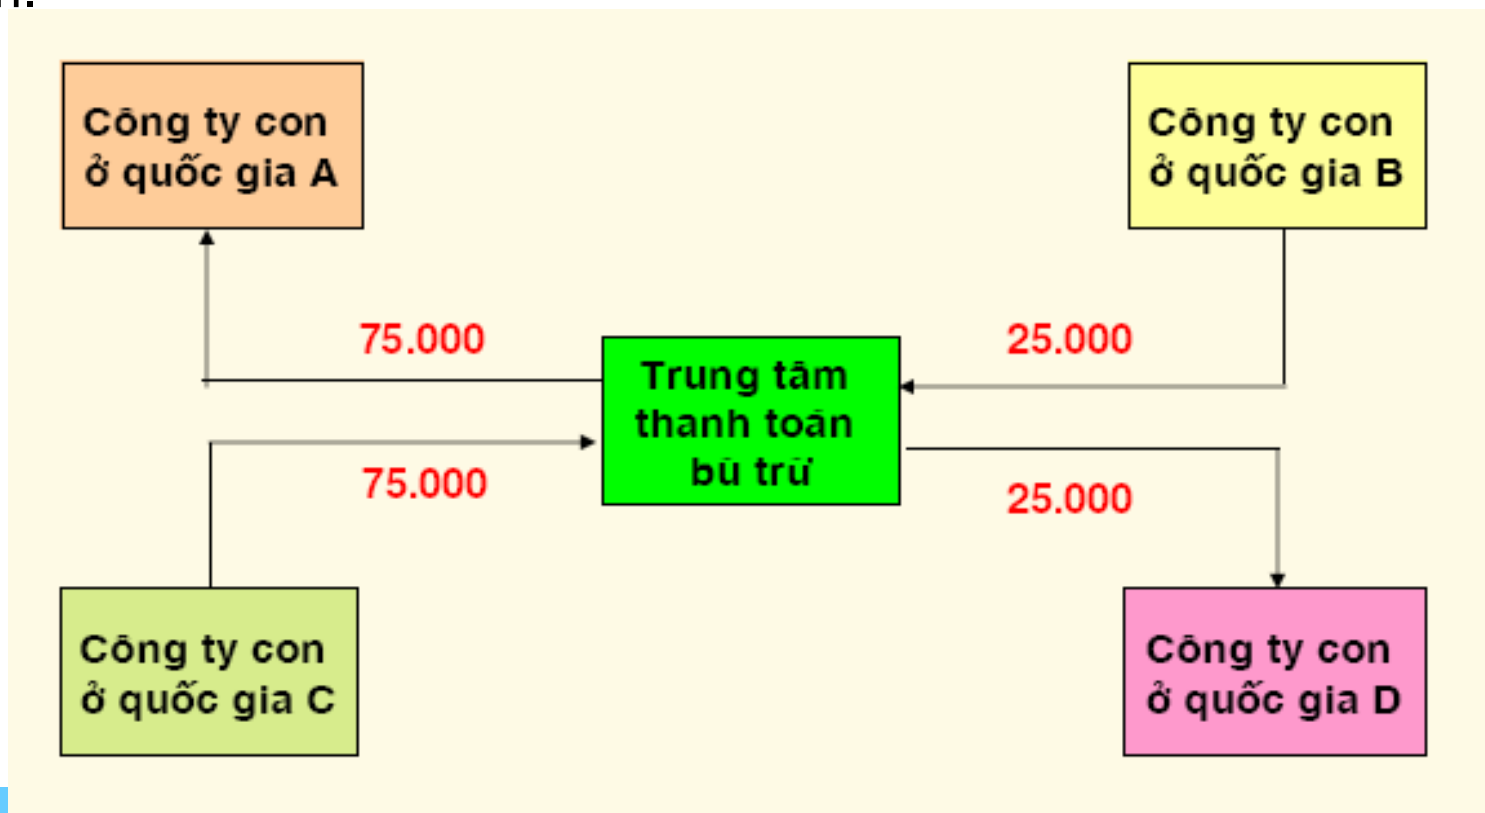 Công ty con
ở quốc gia A
Công ty con
ở quốc gia B
75.000
25.000
Trung tâm
thanh toán
bù trừ
75.000
25.000
Công ty con
ở quốc gia C
Công ty con
ở quốc gia D